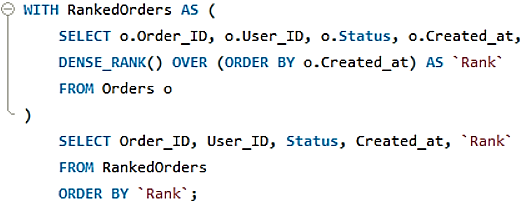 WITH RankedOrders AS (
SELECT o.Order_ID, o.User_ID, o.Status, o.Created_at,
DENSE_RANK() OVER (ORDER BY o.Created_at) AS `Rank`
FROM Orders o
)
SELECT Order_ID, User_ID, Status, Created_at, `Rank`
FROM RankedOrders
ORDER BY `Rank`;